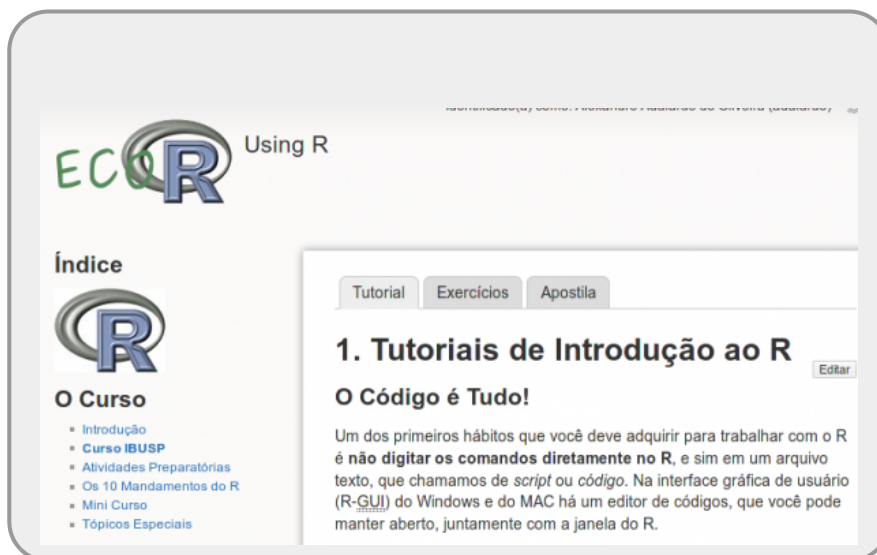 ECO R
Using R
Índice
R
O Curso
Introdução
Curso IBUSP
Atividades Preparatórias
Os 10 Mandamentos do R
Mini Curso
Tópicos Especiais
Tutorial Exercícios Apostila
1. Tutoriais de Introdução ao R
Editar
O Código é Tudo!
Um dos primeiros hábitos que você deve adquirir para trabalhar com o R
é não digitar os comandos diretamente no R, e sim em um arquivo
texto, que chamamos de script ou código. Na interface gráfica de usuário
(R-GUI) do Windows e do MAC há um editor de códigos, que você pode
manter aberto, juntamente com a janela do R.